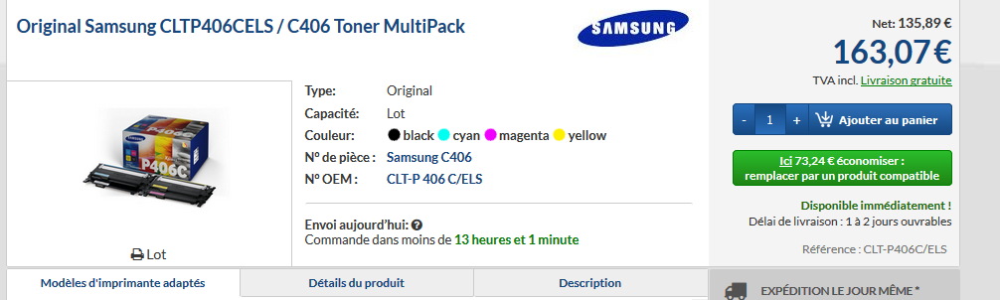 Original Samsung CLTP406CELS / C406 Toner MultiPack
SAMSUNG
Net: 135,89 €
163,07 €
TVA incl. Livraison gratuite
- 1 + Ajouter au panier
Ici 73,24 € économiser :
remplacer par un produit compatible
Disponible immédiatement !
Délai de livraison : 1 à 2 jours ouvrables
Référence : CLT-P406C/ELS
SAMSUNG
P406C
P406C
Lot
Type: Original
Capacité: Lot
Couleur: black cyan magenta yellow
N° de pièce : Samsung C406
N° OEM : CLT-P 406 C/ELS
Envoi aujourd'hui: ?
Commande dans moins de 13 heures et 1 minute
Modèles d'imprimante adaptés
Détails du produit
Description
EXPÉDITION LE JOUR MÊME *